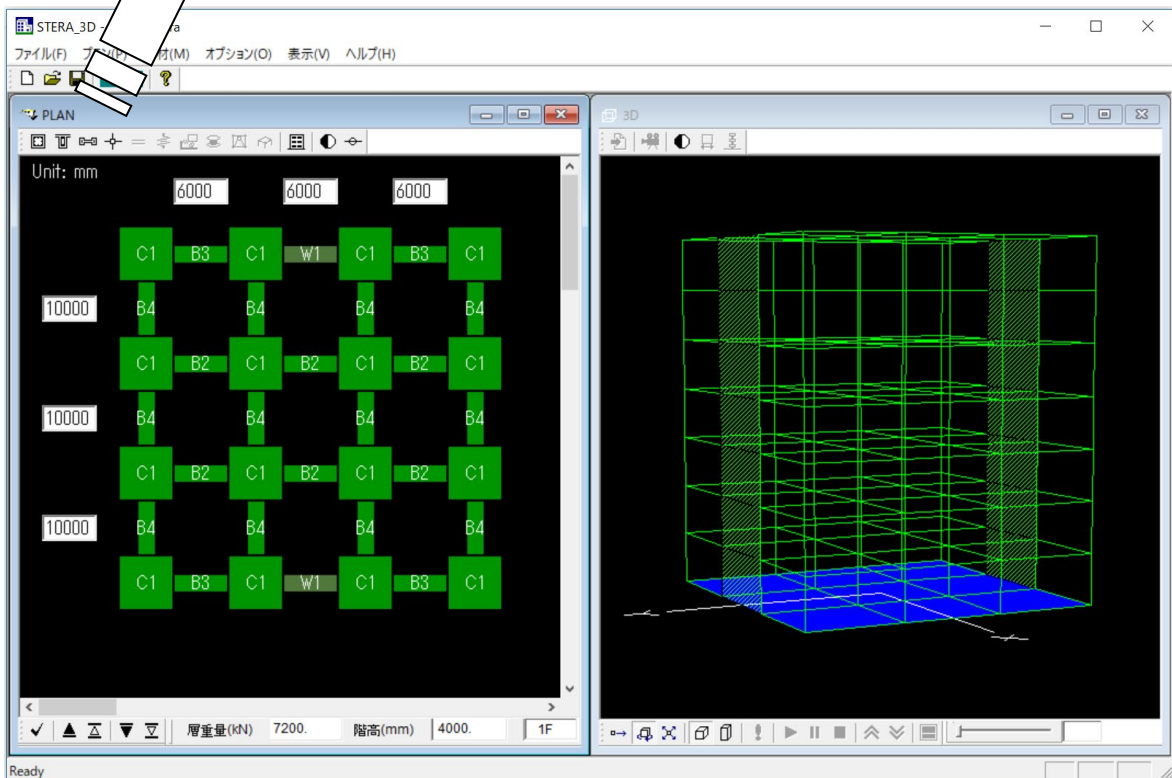 STERA_3D -
ファイル(F) オプション(O) 表示(V) ヘルプ(H)
PLAN
3D
Unit: mm
6000 6000 6000
C1 B3 C1 W1 C1 B3 C1
10000 B4 B4 B4 B4
C1 B2 C1 B2 C1 B2 C1
10000 B4 B4 B4 B4
C1 B2 C1 B2 C1 B2 C1
10000 B4 B4 B4 B4
C1 B3 C1 W1 C1 B3 C1
層重量(kN) 7200. 階高(mm) 4000. 1F
Ready